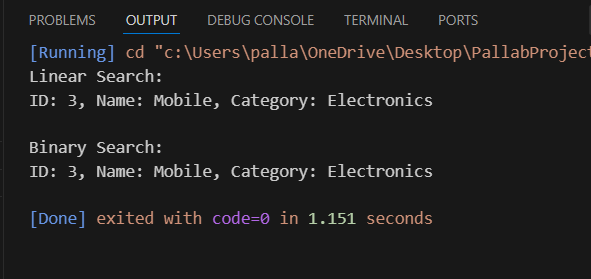 PROBLEMS OUTPUT DEBUG CONSOLE TERMINAL PORTS
[Running] cd "c:\Users\palla\OneDrive\Desktop\PallabProject
Linear Search:
ID: 3, Name: Mobile, Category: Electronics
Binary Search:
ID: 3, Name: Mobile, Category: Electronics
[Done] exited with code=0 in 1.151 seconds